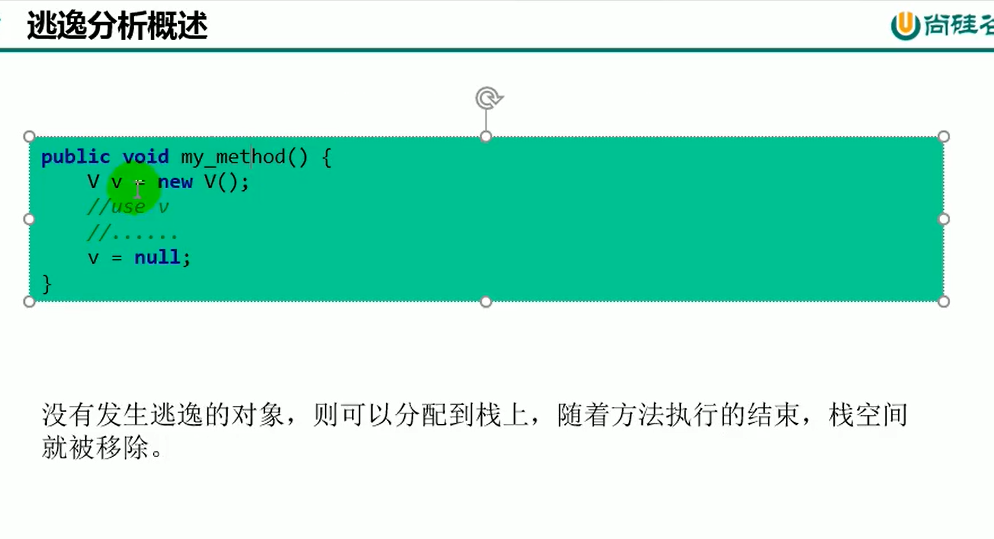 逃逸分析概述
尚硅谷
public void my_method() {
V v = new V();
//use v
//......
v = null;
}
没有发生逃逸的对象，则可以分配到栈上，随着方法执行的结束，栈空间
就被移除。